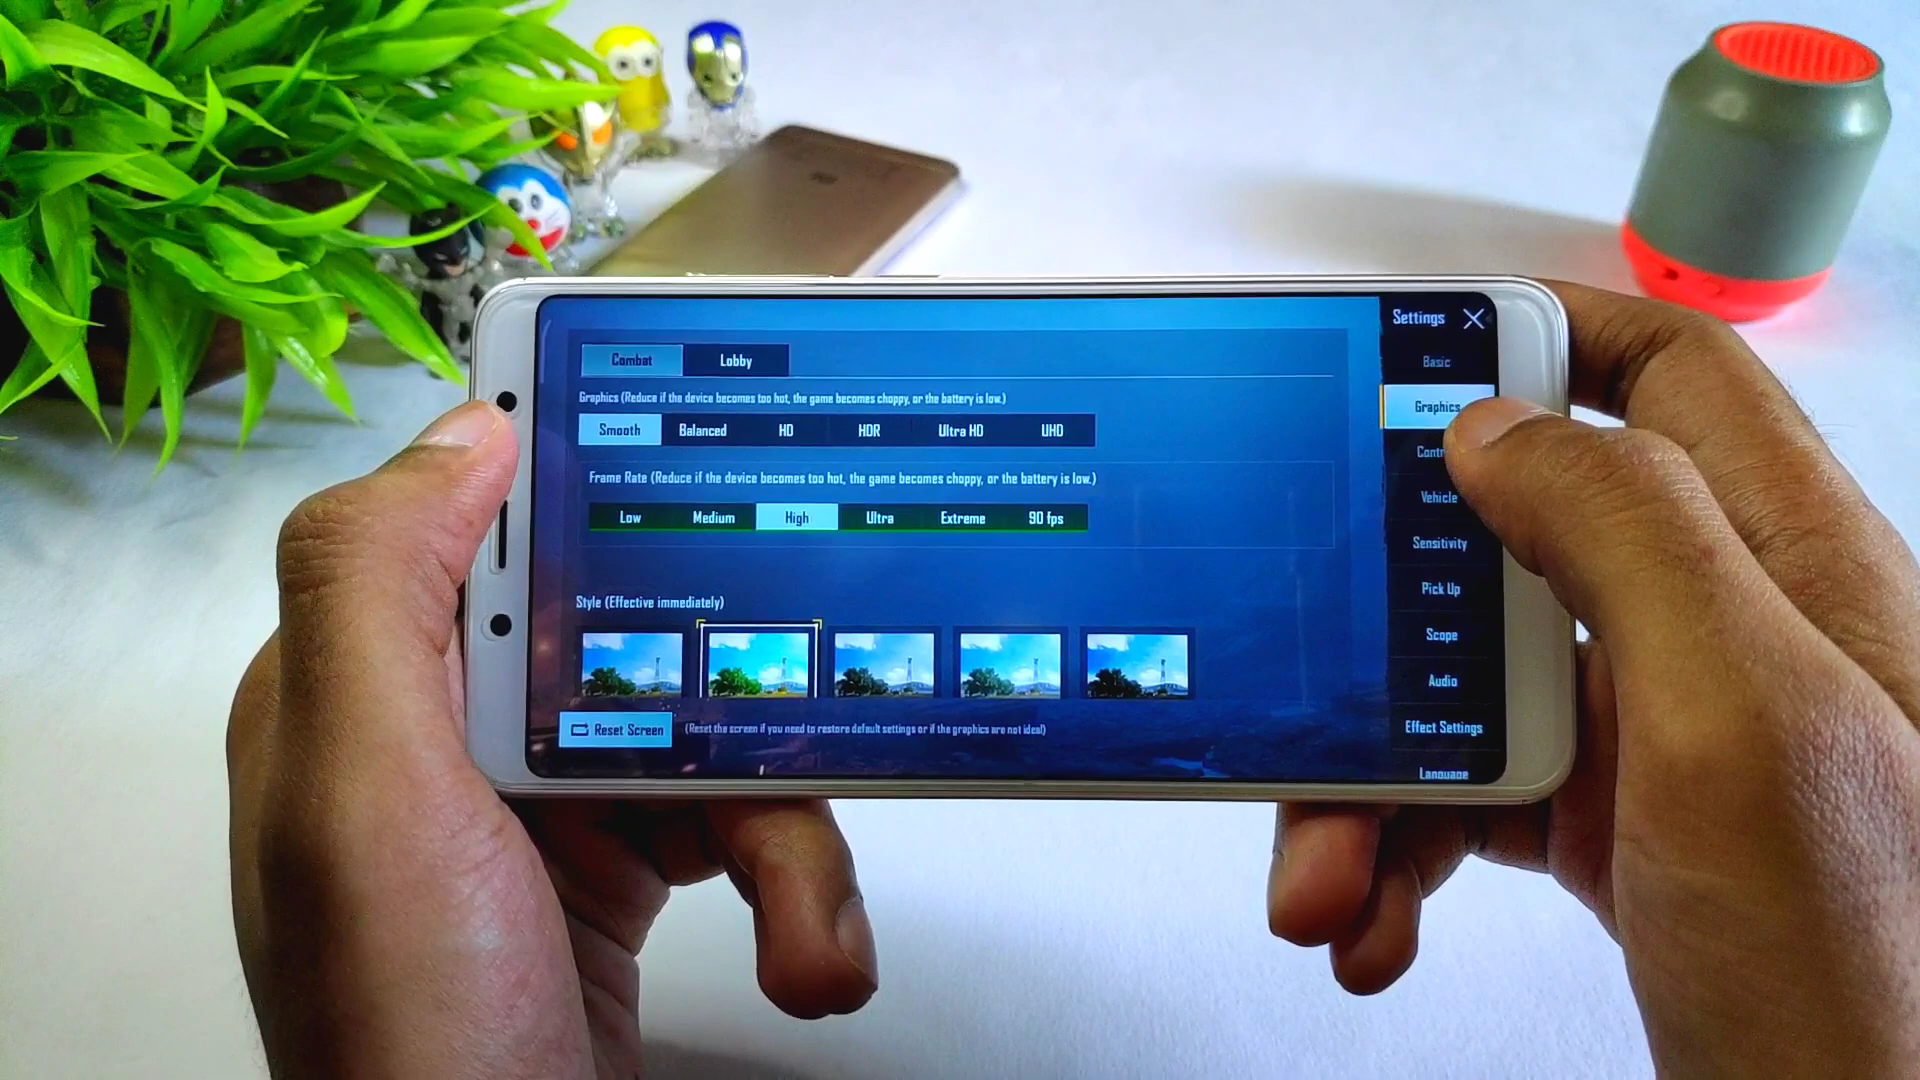 Settings
Combat Lobby
Basic
Graphics (Reduce if the device becomes too hot, the game becomes choppy, or the battery is low.)
Graphics
Smooth Balanced HD HDR Ultra HD UHD
Frame Rate (Reduce if the device becomes too hot, the game becomes choppy, or the battery is low.)
Contr
Vehicle
Low Medium High Ultra Extreme 90 fps
Sensitivity
Pick Up
Style (Effective immediately)
Scope
Audio
Reset Screen (Reset the screen if you need to restore default settings or if the graphics are not ideal)
Effect Settings
Language